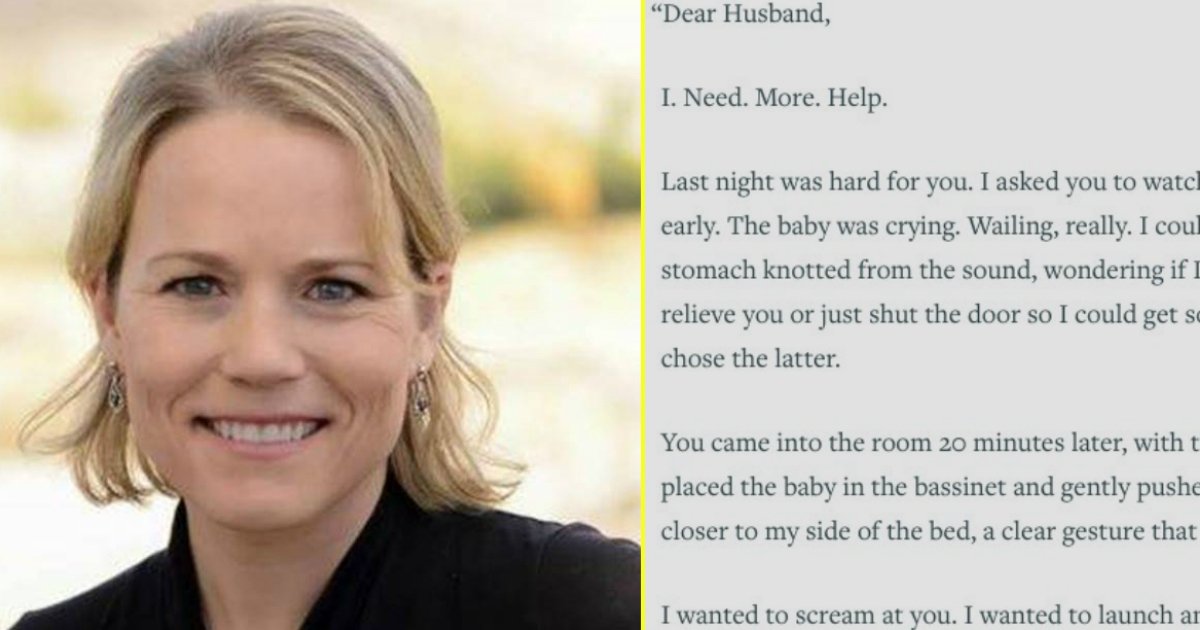 “Dear Husband,
I. Need. More. Help.
Last night was hard for you. I asked you to
early. The baby was crying. Wailing, really. I
stomach knotted from the sound, wondering if
relieve you or just shut the door so I could get
chose the latter.
You came into the room 20 minutes later, with
placed the baby in the bassinet and gently
closer to my side of the bed, a clear gesture that
I wanted to scream at you. I wanted to launch